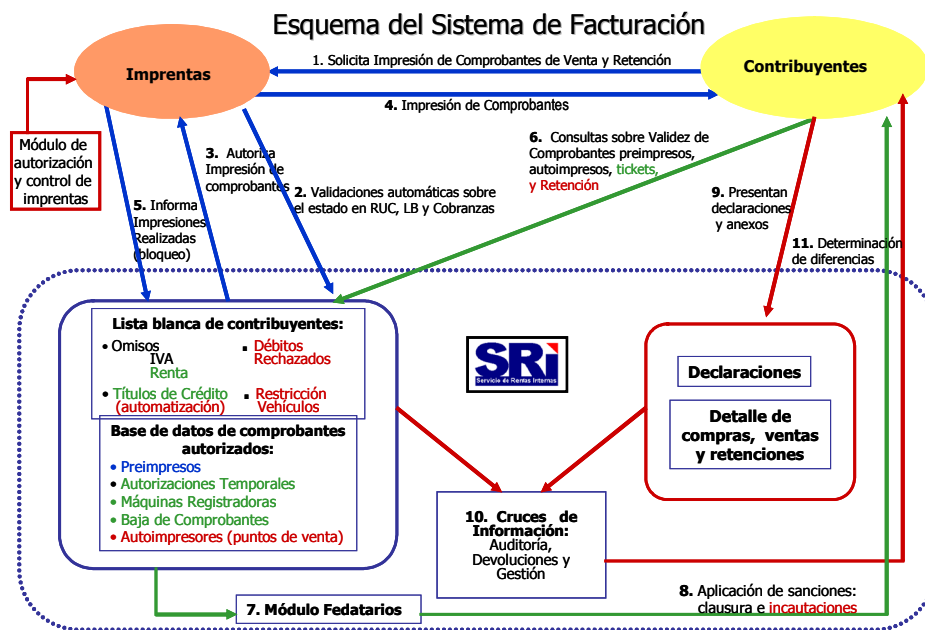 Esquema del Sistema de Facturación
Imprentas
Contribuyentes
1. Solicita Impresión de Comprobantes de Venta y Retención
4. Impresión de Comprobantes
Módulo de
autorización
y control de
imprentas
3. Autoriza
Impresión de
comprobantes
2. Validaciones automáticas sobre
el estado en RUC, LB y Cobranzas
5. Informa
Impresiones
Realizadas
(bloqueo)
6. Consultas sobre Validez de
Comprobantes preimpresos,
autoimpresos, tickets,
y Retención
9. Presentan
declaraciones
y anexos
11. Determinación
de diferencias
Lista blanca de contribuyentes:
• Omisos
IVA
Renta
▪ Débitos
Rechazados
• Títulos de Crédito
(automatización)
▪ Restricción
Vehículos
Base de datos de comprobantes
autorizados:
• Preimpresos
• Autorizaciones Temporales
• Máquinas Registradoras
• Baja de Comprobantes
• Autoimpresores (puntos de venta)
SRi
Servicio de Rentas Internas
Declaraciones
Detalle de
compras, ventas
y retenciones
10. Cruces de
Información:
Auditoría,
Devoluciones y
Gestión
7. Módulo Fedatarios
8. Aplicación de sanciones:
clausura e incautaciones